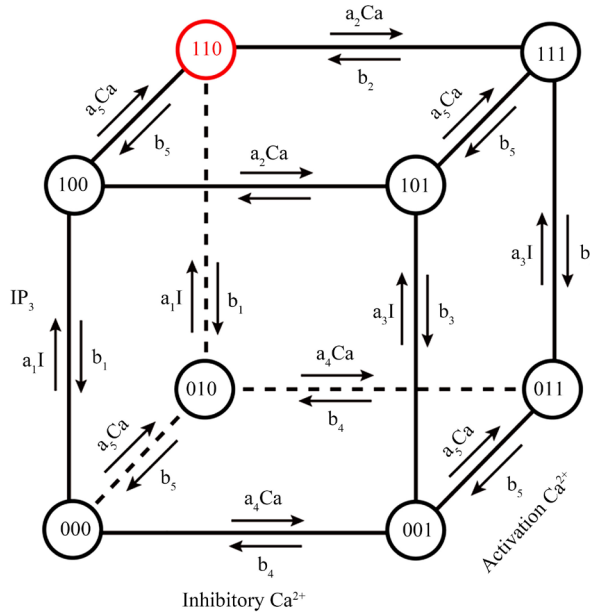 a₂Ca
110
111
b₂
a₅Ca
b₅
a₅Ca
b₅
a₂Ca
100
101
a₃I
b
IP₃
a₁I
b₁
a₃I
b₃
a₁I
b₁
a₄Ca
010
011
b₄
a₅Ca
b₅
a₅Ca
b₅
a₄Ca
000
001
b₄
Activation Ca²⁺
Inhibitory Ca²⁺